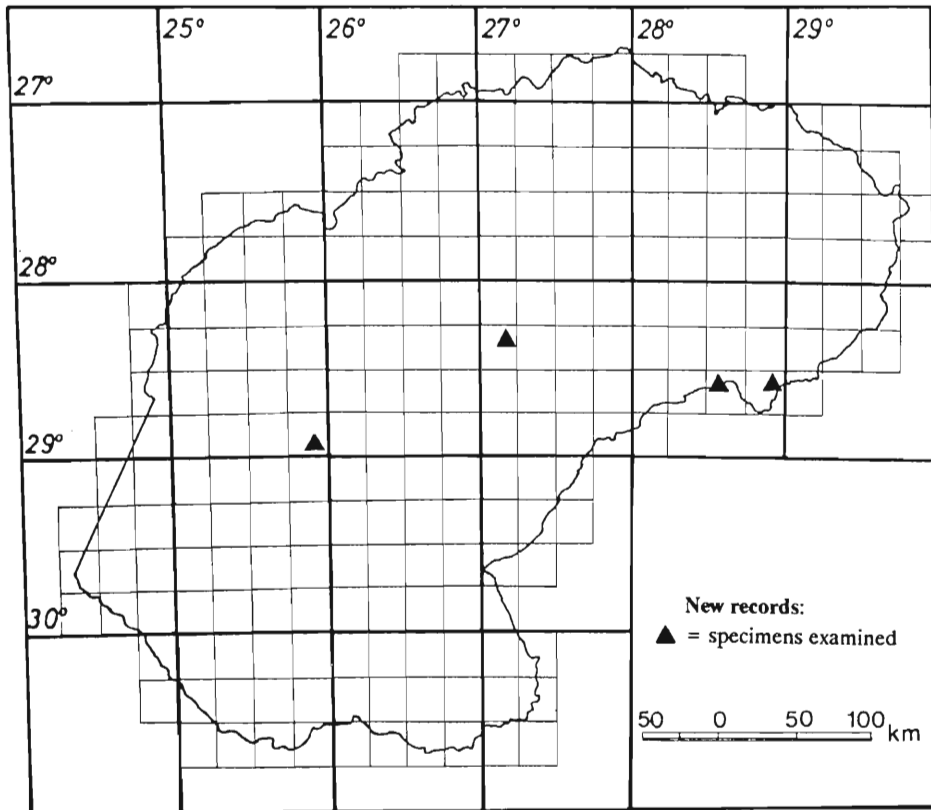 25° 26° 27° 28° 29°
27°
28°
29°
30°
New records:
▲ = specimens examined
50 0 50 100 km